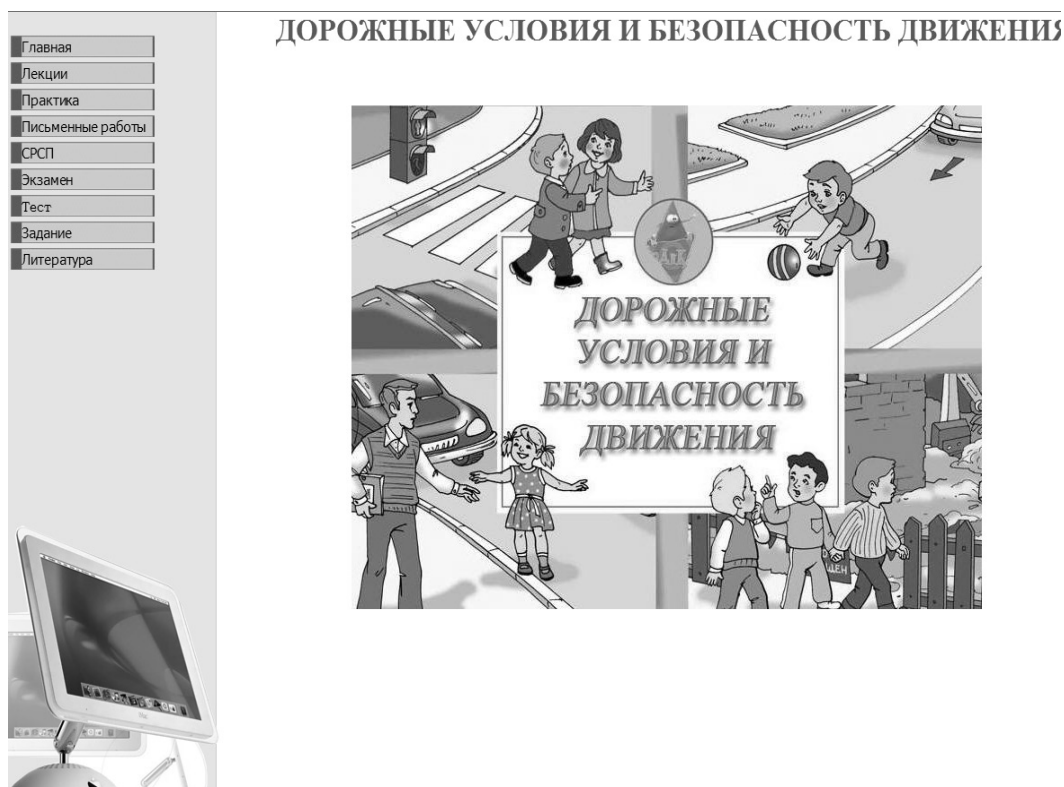 ДОРОЖНЫЕ УСЛОВИЯ И БЕЗОПАСНОСТЬ ДВИЖЕНИЯ
Главная
Лекции
Практика
Письменные работы
СРСП
Экзамен
Тест
Задание
Литература
ДОРОЖНЫЕ
УСЛОВИЯ И
БЕЗОПАСНОСТЬ
ДВИЖЕНИЯ